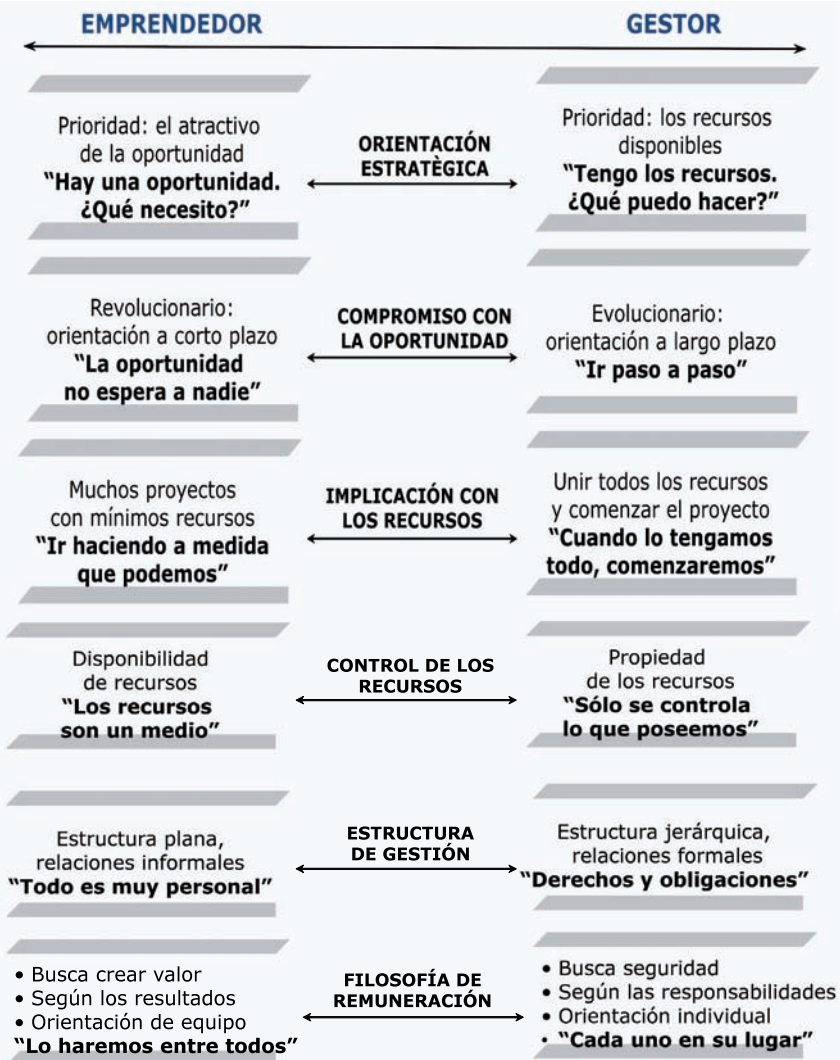 EMPRENDEDOR
GESTOR
Prioridad: el atractivo
de la oportunidad
“Hay una oportunidad.
¿Qué necesito?”
ORIENTACIÓN
ESTRATÈGICA
Prioridad: los recursos
disponibles
“Tengo los recursos.
¿Qué puedo hacer?”
Revolucionario:
orientación a corto plazo
“La oportunidad
no espera a nadie”
COMPROMISO CON
LA OPORTUNIDAD
Evolucionario:
orientación a largo plazo
“Ir paso a paso”
Muchos proyectos
con mínimos recursos
“Ir haciendo a medida
que podemos”
IMPLICACIÓN CON
LOS RECURSOS
Unir todos los recursos
y comenzar el proyecto
“Cuando lo tengamos
todo, comenzaremos”
Disponibilidad
de recursos
“Los recursos
son un medio”
CONTROL DE LOS
RECURSOS
Propiedad
de los recursos
“Sólo se controla
lo que poseemos”
Estructura plana,
relaciones informales
“Todo es muy personal”
ESTRUCTURA
DE GESTIÓN
Estructura jerárquica,
relaciones formales
“Derechos y obligaciones”
• Busca crear valor
• Según los resultados
• Orientación de equipo
“Lo haremos entre todos”
FILOSOFÍA DE
REMUNERACIÓN
• Busca seguridad
• Según las responsabilidades
• Orientación individual
• “Cada uno en su lugar”